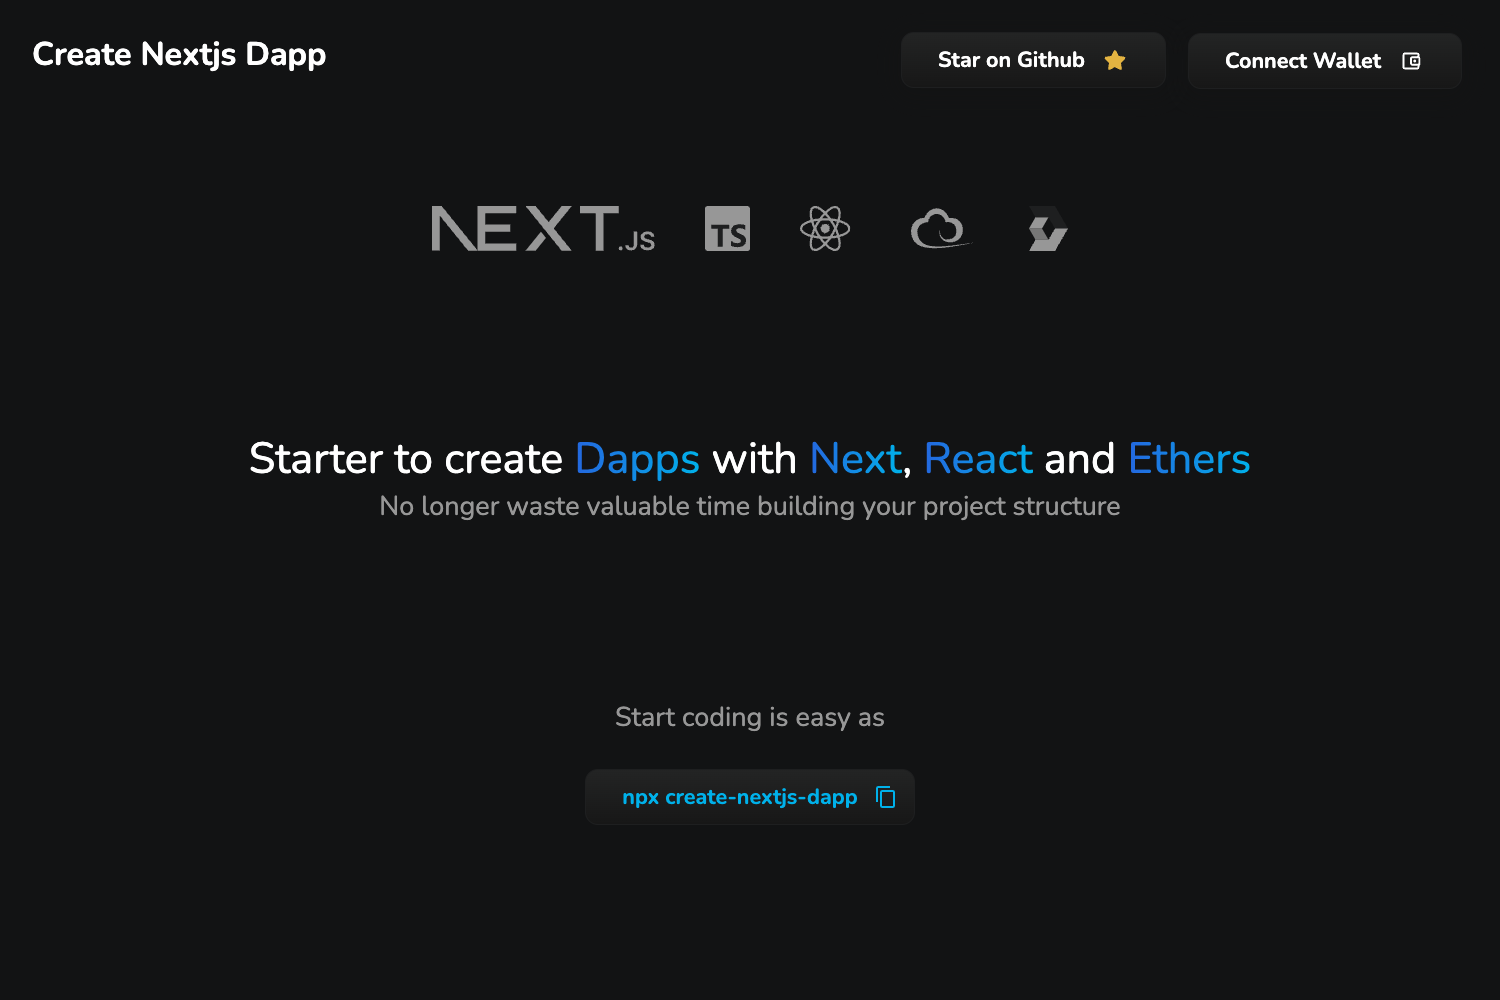 Create Nextjs Dapp
Star on Github
Connect Wallet
NEXT.JS
TS
Starter to create Dapps with Next, React and Ethers
No longer waste valuable time building your project structure
Start coding is easy as
npx create-nextjs-dapp